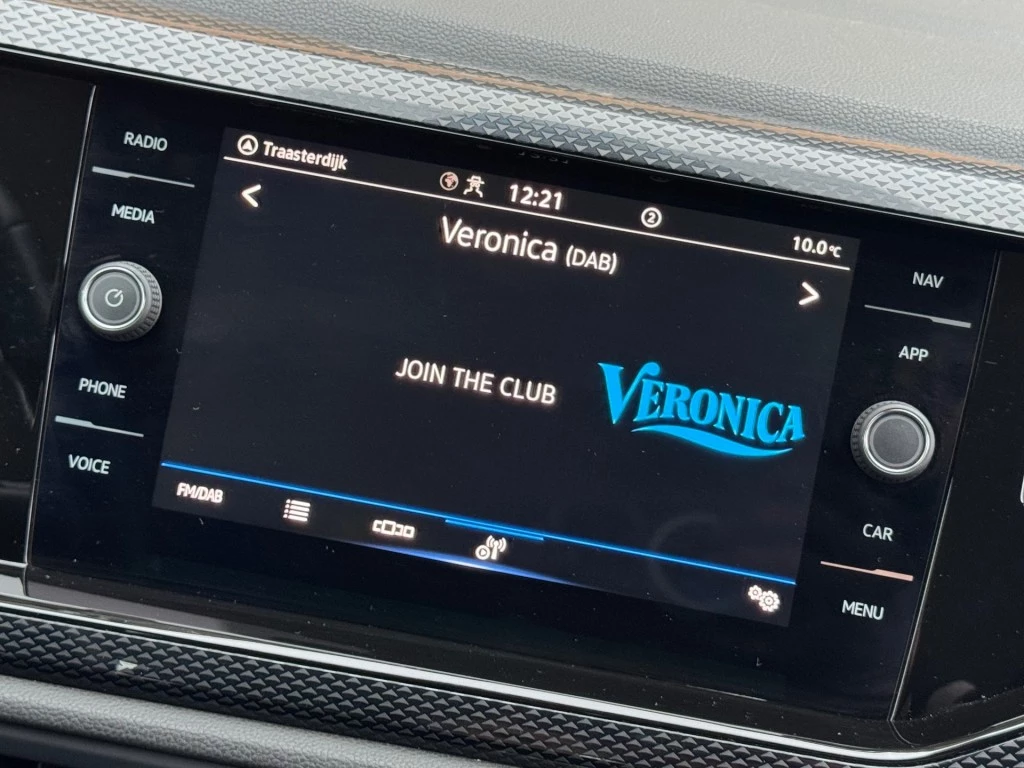 RADIO
MEDIA
PHONE
VOICE
Traasterdijk
12:21
2
10.0°C
Veronica (DAB)
JOIN THE CLUB
VERONICA
FM/DAB
NAV
APP
CAR
MENU